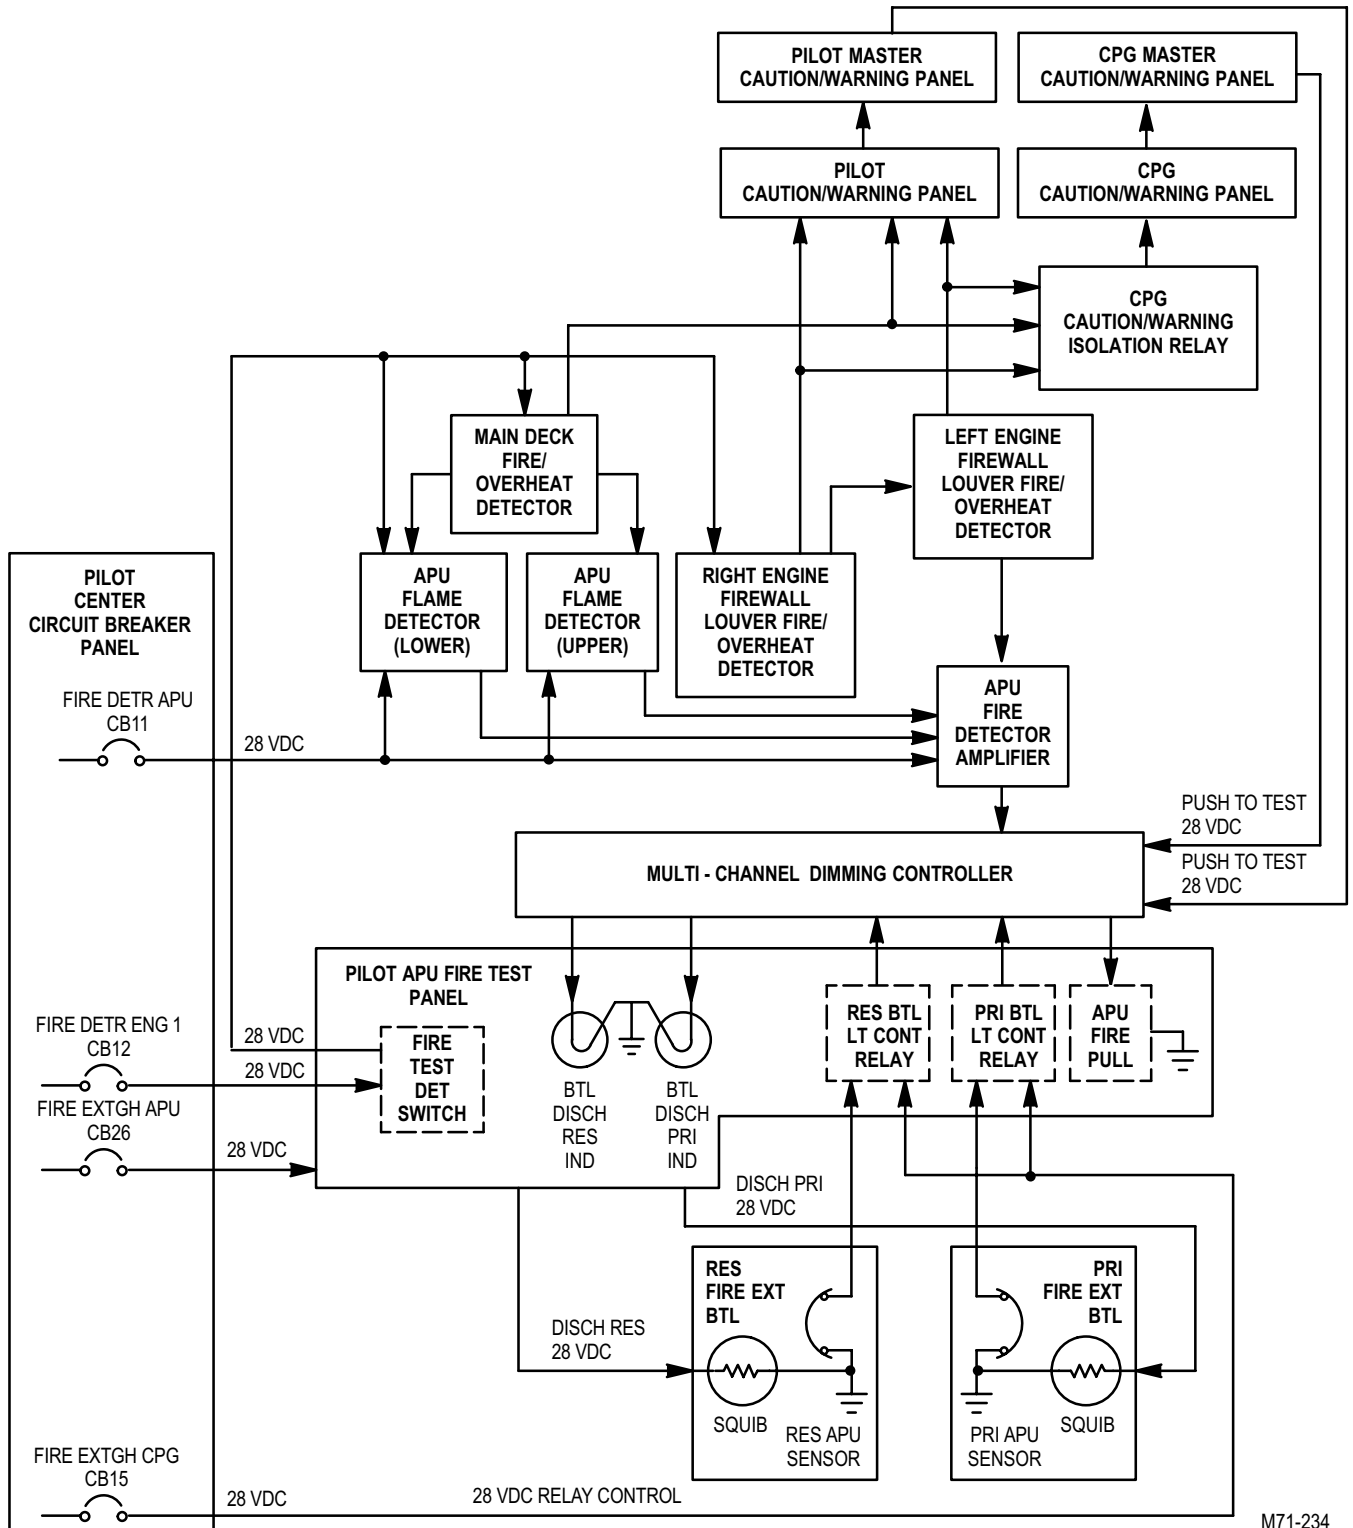 PILOT MASTER
CAUTION/WARNING PANEL
CPG MASTER
CAUTION/WARNING PANEL
PILOT
CAUTION/WARNING PANEL
CPG
CAUTION/WARNING PANEL
CPG
CAUTION/WARNING
ISOLATION RELAY
MAIN DECK
FIRE/
OVERHEAT
DETECTOR
LEFT ENGINE
FIREWALL
LOUVER FIRE/
OVERHEAT
DETECTOR
PILOT
CENTER
CIRCUIT BREAKER
PANEL
APU
FLAME
DETECTOR
(LOWER)
APU
FLAME
DETECTOR
(UPPER)
RIGHT ENGINE
FIREWALL
LOUVER FIRE/
OVERHEAT
DETECTOR
APU
FIRE
DETECTOR
AMPLIFIER
FIRE DETR APU
CB11
28 VDC
PUSH TO TEST
28 VDC
PUSH TO TEST
28 VDC
MULTI - CHANNEL DIMMING CONTROLLER
PILOT APU FIRE TEST
PANEL
FIRE DETR ENG 1
CB12
28 VDC
28 VDC
FIRE
TEST
DET
SWITCH
BTL
DISCH
RES
IND
BTL
DISCH
PRI
IND
RES BTL
LT CONT
RELAY
PRI BTL
LT CONT
RELAY
APU
FIRE
PULL
FIRE EXTGH APU
CB26
28 VDC
DISCH PRI
28 VDC
DISCH RES
28 VDC
RES
FIRE EXT
BTL
SQUIB
RES APU
SENSOR
PRI
FIRE EXT
BTL
PRI APU
SENSOR
SQUIB
FIRE EXTGH CPG
CB15
28 VDC
28 VDC RELAY CONTROL
M71-234